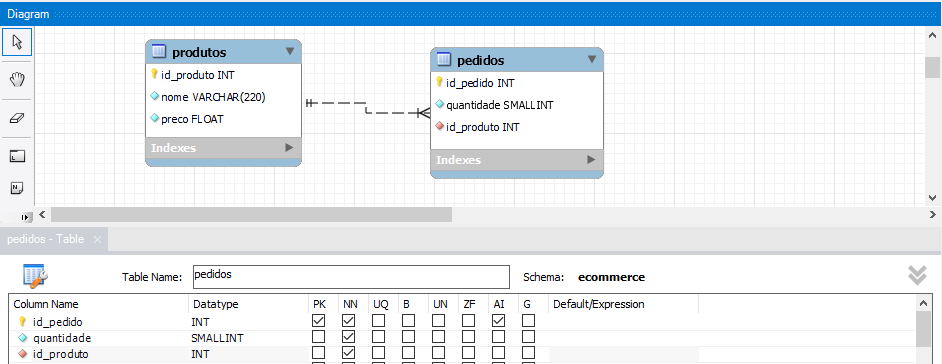 Diagram
produtos
id_produto INT
nome VARCHAR(220)
preco FLOAT
Indexes
pedidos
id_pedido INT
quantidade SMALLINT
id_produto INT
Indexes
pedidos - Table
Table Name: pedidos Schema: ecommerce
Column Name Datatype PK NN UQ B UN ZF AI G Default/Expression
id_pedido INT
quantidade SMALLINT
id_produto INT